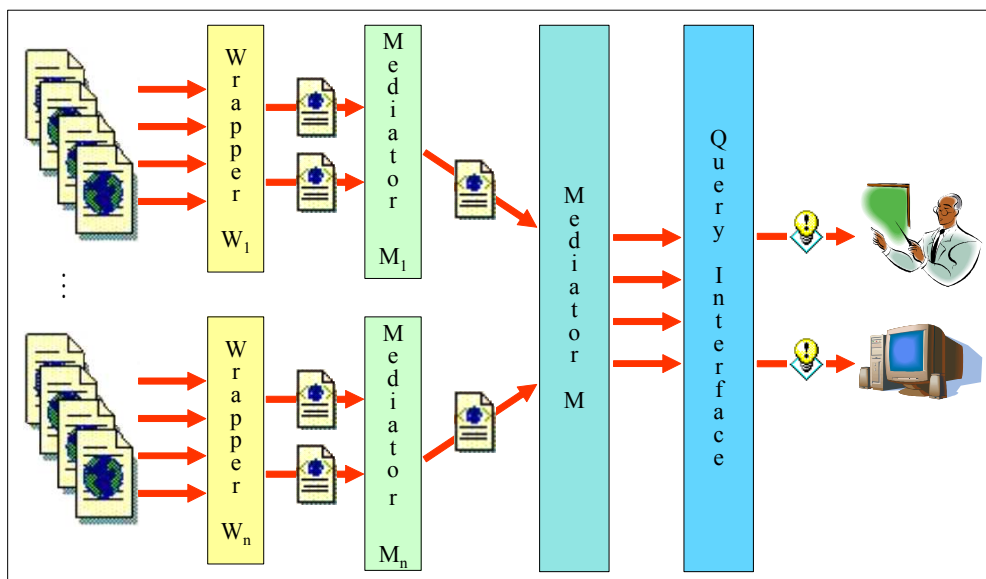 Wrapper W1
Mediator M1
Mediator M
Query Interface
⋮
Wrapper Wn
Mediator Mn